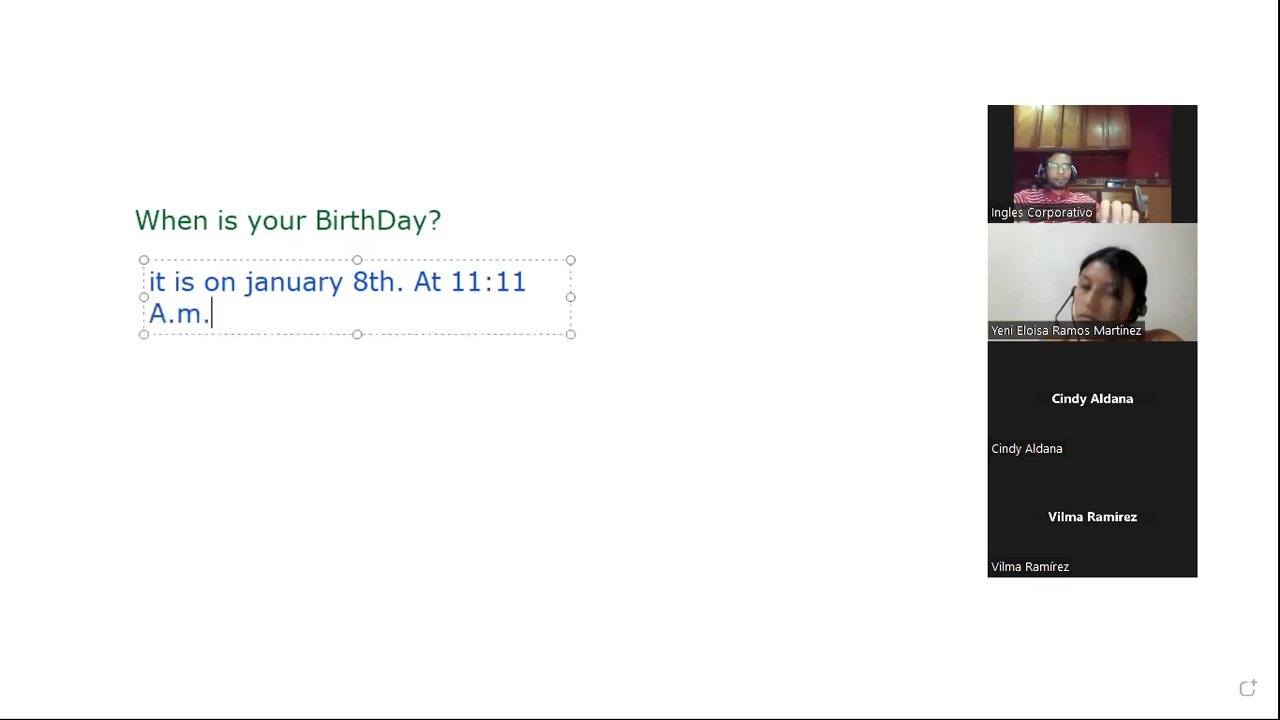 When is your BirthDay?
it is on january 8th. At 11:11
A.m.
Ingles Corporativo
Yeni Eloisa Ramos Martinez
Cindy Aldana
Cindy Aldana
Vilma Ramírez
Vilma Ramírez